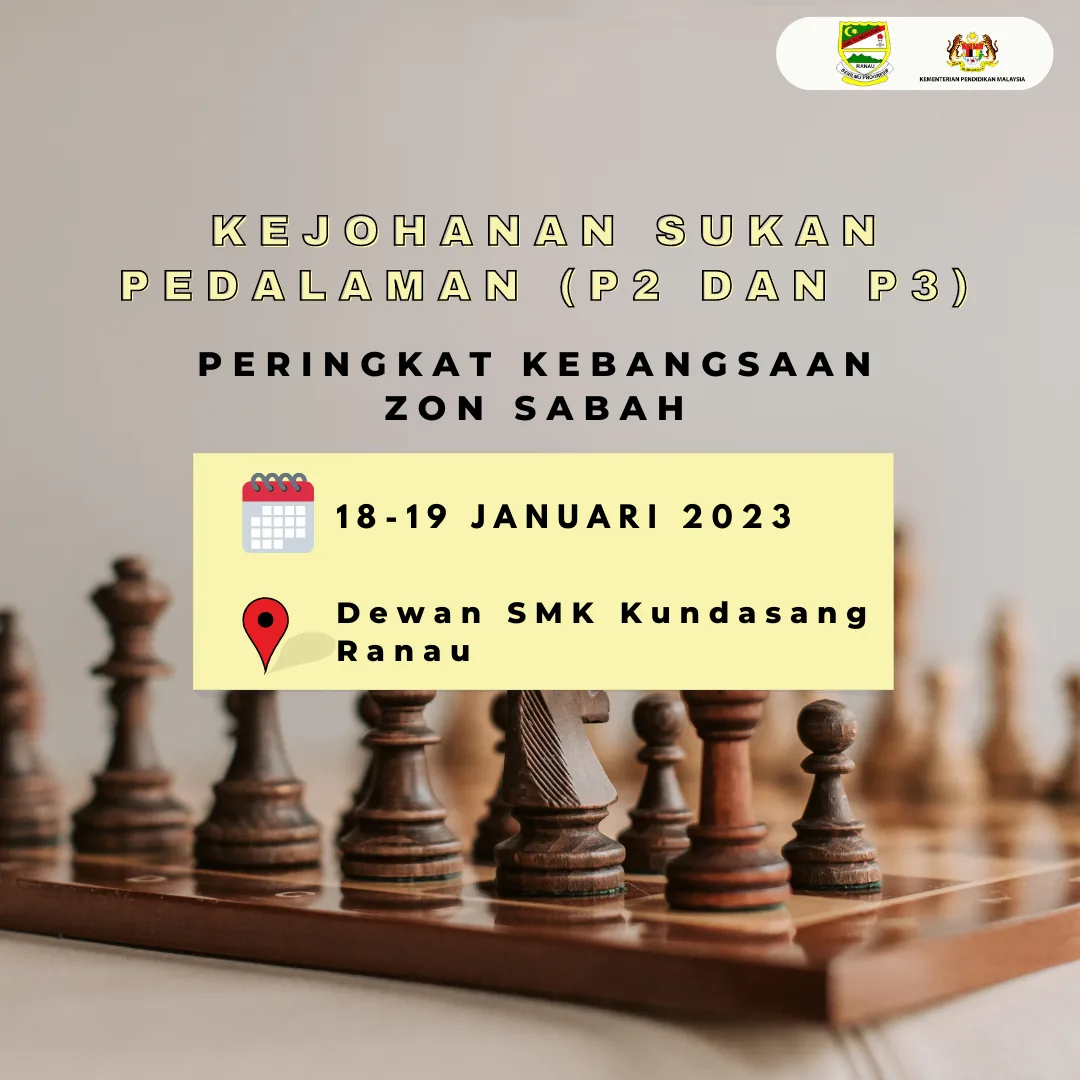 RANAU
KEMENTERIAN PENDIDIKAN MALAYSIA
KEJOHANAN SUKAN
PEDALAMAN (P2 DAN P3)
PERINGKAT KEBANGSAAN
ZON SABAH
18-19 JANUARI 2023
Dewan SMK Kundasang
Ranau